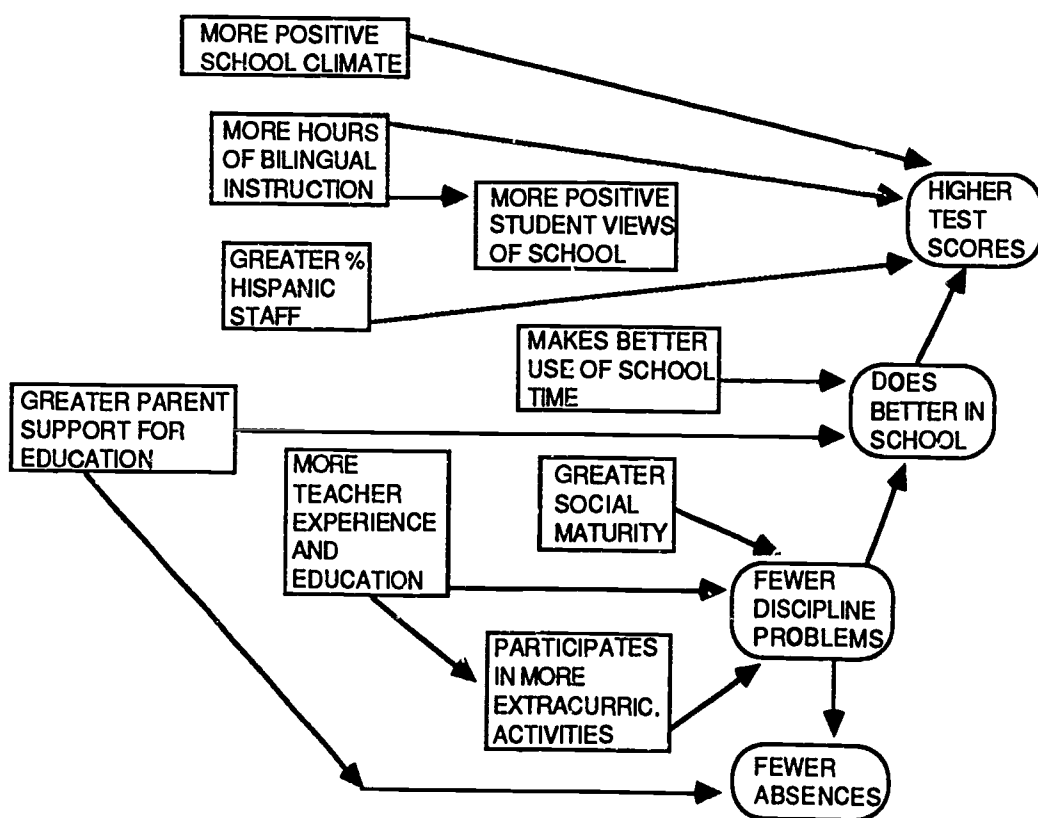 MORE POSITIVE
SCHOOL CLIMATE
MORE HOURS
OF BILINGUAL
INSTRUCTION
MORE POSITIVE
STUDENT VIEWS
OF SCHOOL
HIGHER
TEST
SCORES
GREATER %
HISPANIC
STAFF
MAKES BETTER
USE OF SCHOOL
TIME
DOES
BETTER IN
SCHOOL
GREATER PARENT
SUPPORT FOR
EDUCATION
MORE
TEACHER
EXPERIENCE
AND
EDUCATION
GREATER
SOCIAL
MATURITY
FEWER
DISCIPLINE
PROBLEMS
PARTICIPATES
IN MORE
EXTRACURRIC.
ACTIVITIES
FEWER
ABSENCES